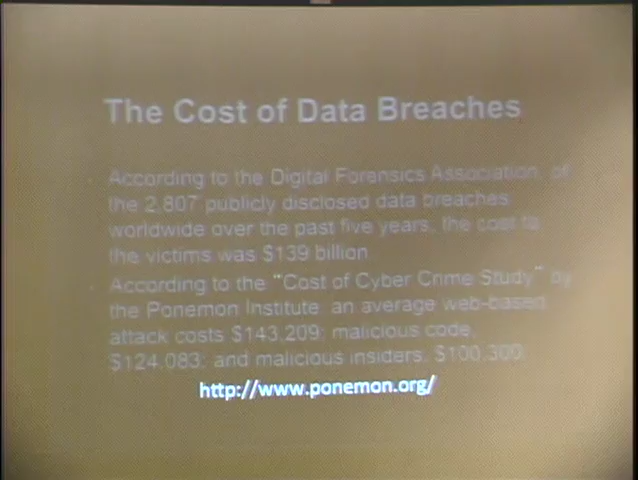 The Cost of Data Breaches
According to the Digital Forensics Association, of
the 2,807 publicly disclosed data breaches
worldwide over the past five years, the cost to
the victims was $139 billion
According to the "Cost of Cyber Crime Study" by
the Ponemon Institute, an average web-based
attack costs $143,209; malicious code,
$124,083; and malicious insiders, $100,300.
http://www.ponemon.org/